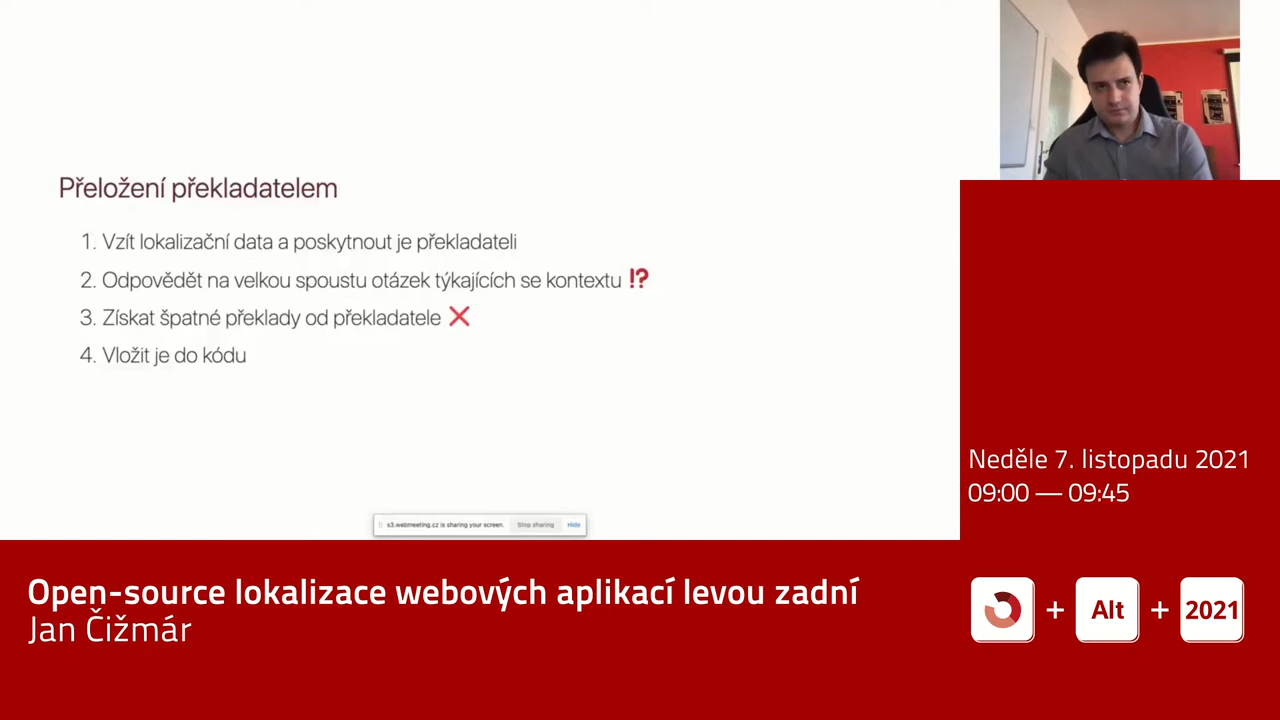 Přeložení překladatelem
1. Vzít lokalizační data a poskytnout je překladateli
2. Odpovědět na velkou spoustu otázek týkajících se kontextu ⁉
3. Získat špatné překlady od překladatele ❌
4. Vložit je do kódu
s3.webmeeting.cz is sharing your screen. Stop sharing Hide
Neděle 7. listopadu 2021
09:00 — 09:45
Open-source lokalizace webových aplikací levou zadní
Jan Čižmár
+ Alt + 2021